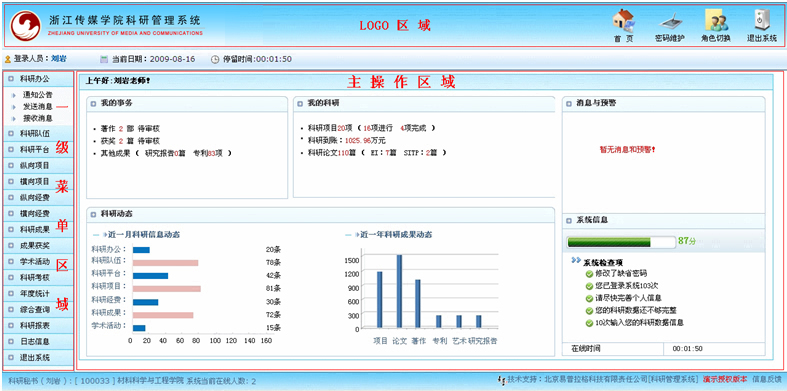 浙江传媒学院科研管理系统
ZHEJIANG UNIVERSITY OF MEDIA AND COMMUNICATIONS
LOGO 区 域
首 页 密码维护 角色切换 退出系统
登录人员：刘岩 当前日期：2009-08-16 停留时间:00:01:50
科研办公
通知公告
发送消息
接收消息
科研队伍
科研平台
纵向项目
横向项目
纵向经费
横向经费
科研成果
成果获奖
学术活动
科研考核
年度统计
综合查询
科研报表
日志信息
退出系统
一级菜单区域
主 操 作 区 域
上午好：刘岩老师！
我的事务
著作 2 部 待审核
获奖 2 篇 待审核
其他成果（ 研究报告0篇 专利83项 ）
我的科研
科研项目20项（16项进行 4项完成 ）
科研到账：1025.96万元
科研论文110篇（ EI：7篇 SITP：2篇 ）
消息与预警
暂无消息和预警！
科研动态
近一月科研信息动态
科研办公： 20条
科研队伍： 78条
科研平台： 42条
科研项目： 81条
科研经费： 30条
科研成果： 72条
学术活动： 15条
0 20 40 60 80 100 120 140 160
近一年科研成果动态
1500
1200
900
600
300
0
项目 论文 著作 专利 艺术 研究报告
系统信息
87分
系统检查项
修改了缺省密码
您已登录系统103次
请尽快完善个人信息
您的科研数据还不够完整
10次输入您的科研数据信息
在线时间 00:01:50
科研秘书（刘岩）：[ 100033 ] 材料科学与工程学院 系统当前在线人数: 2
技术支持：北京易普拉格科技有限责任公司[科研管理系统] 演示授权版本 信息反馈